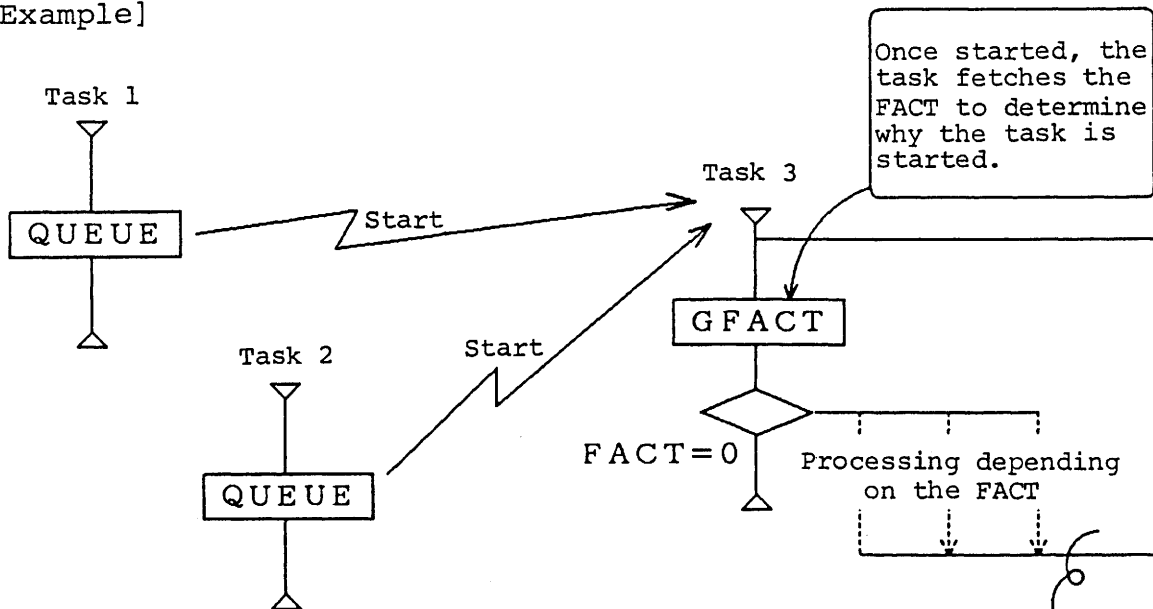 Example]
Task 1
QUEUE
Start
Task 2
QUEUE
Start
Task 3
Once started, the
task fetches the
FACT to determine
why the task is
started.
GFACT
FACT=0
Processing depending
on the FACT